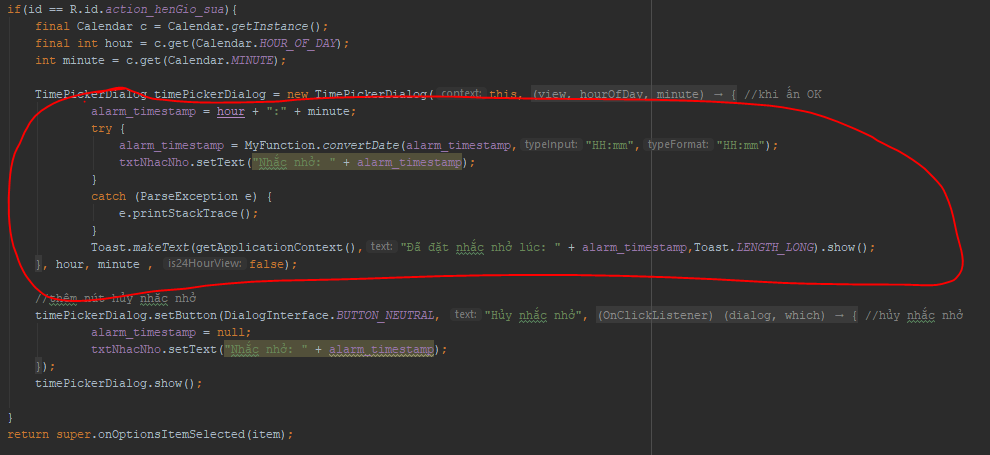 if(id == R.id.action_henGio_sua){
final Calendar c = Calendar.getInstance();
final int hour = c.get(Calendar.HOUR_OF_DAY);
int minute = c.get(Calendar.MINUTE);
TimePickerDialog timePickerDialog = new TimePickerDialog( context: this, (view, hourOfDay, minute) → { //khi ấn OK
alarm_timestamp = hour + ":" + minute;
try {
alarm_timestamp = MyFunction.convertDate(alarm_timestamp, typeInput: "HH:mm", typeFormat: "HH:mm");
txtNhacNho.setText("Nhắc nhở: " + alarm_timestamp);
}
catch (ParseException e) {
e.printStackTrace();
}
Toast.makeText(getApplicationContext(), text: "Đã đặt nhắc nhở lúc: " + alarm_timestamp,Toast.LENGTH_LONG).show();
}, hour, minute , is24HourView: false);
//thêm nút hủy nhắc nhở
timePickerDialog.setButton(DialogInterface.BUTTON_NEUTRAL, text: "Hủy nhắc nhở", (OnClickListener) (dialog, which) → { //hủy nhắc nhở
alarm_timestamp = null;
txtNhacNho.setText("Nhắc nhở: " + alarm_timestamp);
});
timePickerDialog.show();
}
return super.onOptionsItemSelected(item);